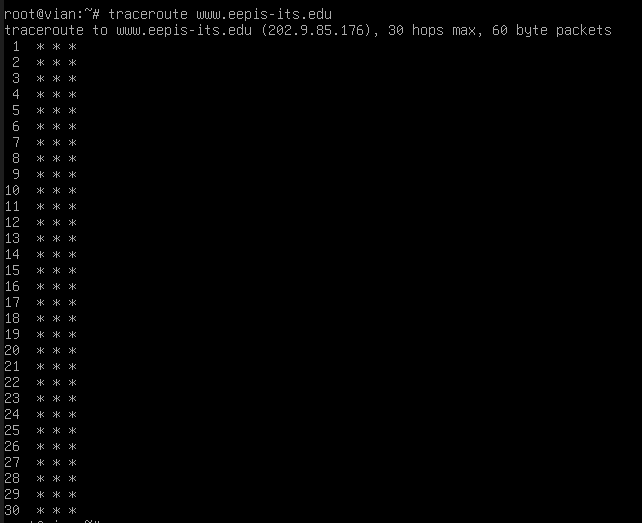 root@vian:~# traceroute www.eepis-its.edu
traceroute to www.eepis-its.edu (202.9.85.176), 30 hops max, 60 byte packets
 1  * * *
 2  * * *
 3  * * *
 4  * * *
 5  * * *
 6  * * *
 7  * * *
 8  * * *
 9  * * *
10  * * *
11  * * *
12  * * *
13  * * *
14  * * *
15  * * *
16  * * *
17  * * *
18  * * *
19  * * *
20  * * *
21  * * *
22  * * *
23  * * *
24  * * *
25  * * *
26  * * *
27  * * *
28  * * *
29  * * *
30  * * *